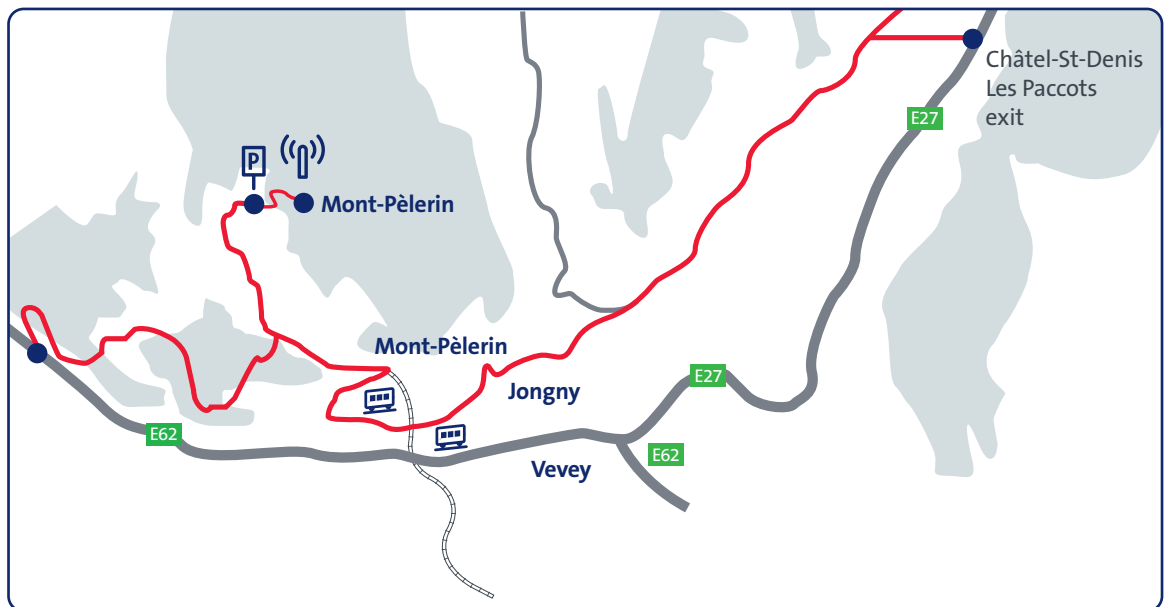 Châtel-St-Denis
Les Paccots
exit
E27
P
Mont-Pèlerin
Mont-Pèlerin
E27
Jongny
E62
E62
Vevey